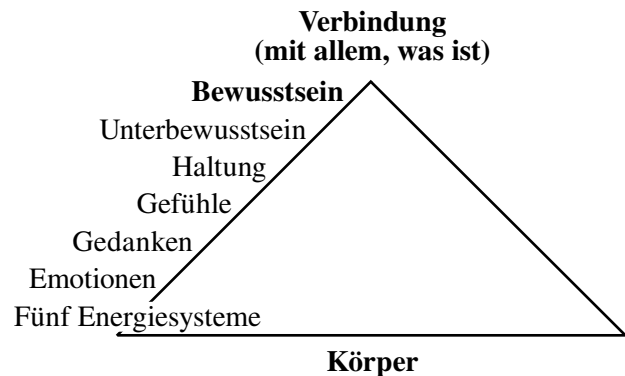 Verbindung
(mit allem, was ist)
Bewusstsein
Unterbewusstsein
Haltung
Gefühle
Gedanken
Emotionen
Fünf Energiesysteme
Körper